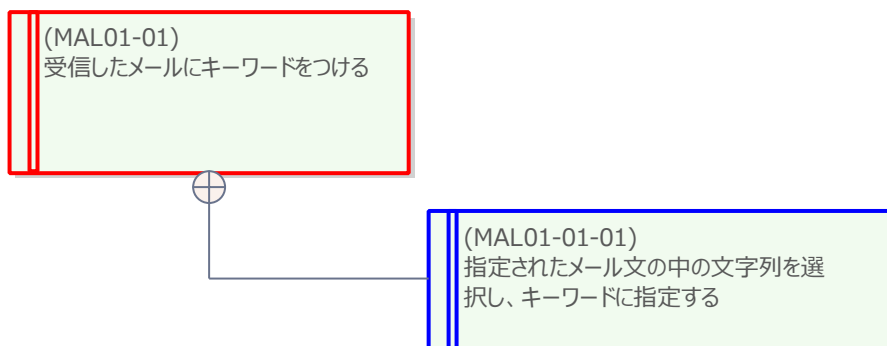 (MAL01-01)
受信したメールにキーワードをつける
(MAL01-01-01)
指定されたメール文の中の文字列を選
択し、キーワードに指定する